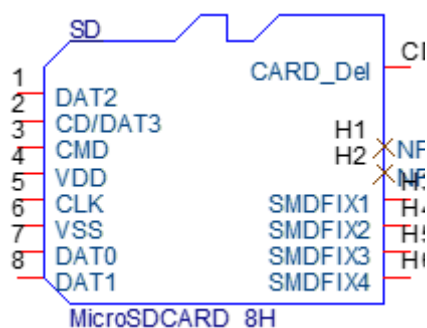 SD
CARD_Del
1
DAT2
2
CD/DAT3
3
CMD
4
VDD
5
CLK
6
VSS
7
DAT0
8
DAT1
H1
H2
SMDFIX1
SMDFIX2
SMDFIX3
SMDFIX4
MicroSDCARD 8H